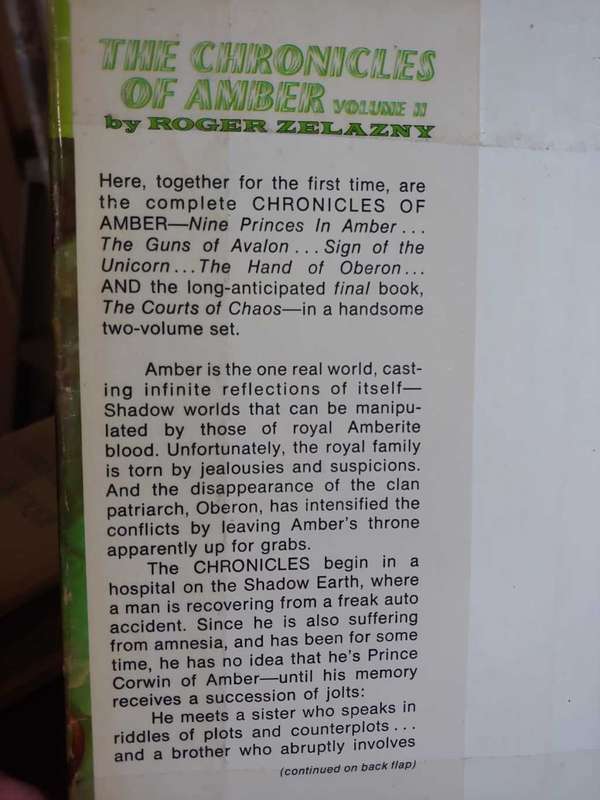 THE CHRONICLES
OF AMBER VOLUME II
by ROGER ZELAZNY
Here, together for the first time, are
the complete CHRONICLES OF
AMBER—Nine Princes In Amber...
The Guns of Avalon...Sign of the
Unicorn...The Hand of Oberon...
AND the long-anticipated final book,
The Courts of Chaos—in a handsome
two-volume set.
Amber is the one real world, cast-
ing infinite reflections of itself—
Shadow worlds that can be manipu-
lated by those of royal Amberite
blood. Unfortunately, the royal family
is torn by jealousies and suspicions.
And the disappearance of the clan
patriarch, Oberon, has intensified the
conflicts by leaving Amber's throne
apparently up for grabs.
The CHRONICLES begin in a
hospital on the Shadow Earth, where
a man is recovering from a freak auto
accident. Since he is also suffering
from amnesia, and has been for some
time, he has no idea that he's Prince
Corwin of Amber—until his memory
receives a succession of jolts:
He meets a sister who speaks in
riddles of plots and counterplots...
and a brother who abruptly involves
(continued on back flap)